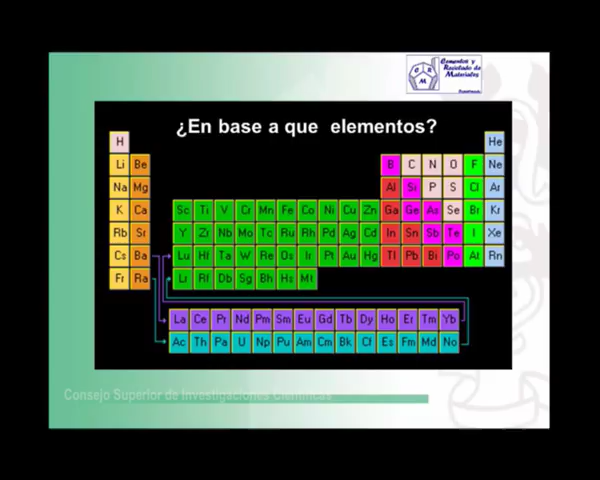 Cementos y
Reciclado de
Materiales
C R
M
¿En base a que elementos?
H He
Li Be B C N O F Ne
Na Mg Al Si P S Cl Ar
K Ca Sc Ti V Cr Mn Fe Co Ni Cu Zn Ga Ge As Se Br Kr
Rb Sr Y Zr Nb Mo Tc Ru Rh Pd Ag Cd In Sn Sb Te I Xe
Cs Ba Lu Hf Ta W Re Os Ir Pt Au Hg Tl Pb Bi Po At Rn
Fr Ra Lr Rf Db Sg Bh Hs Mt
La Ce Pr Nd Pm Sm Eu Gd Tb Dy Ho Er Tm Yb
Ac Th Pa U Np Pu Am Cm Bk Cf Es Fm Md No
Consejo Superior de Investigaciones Científicas